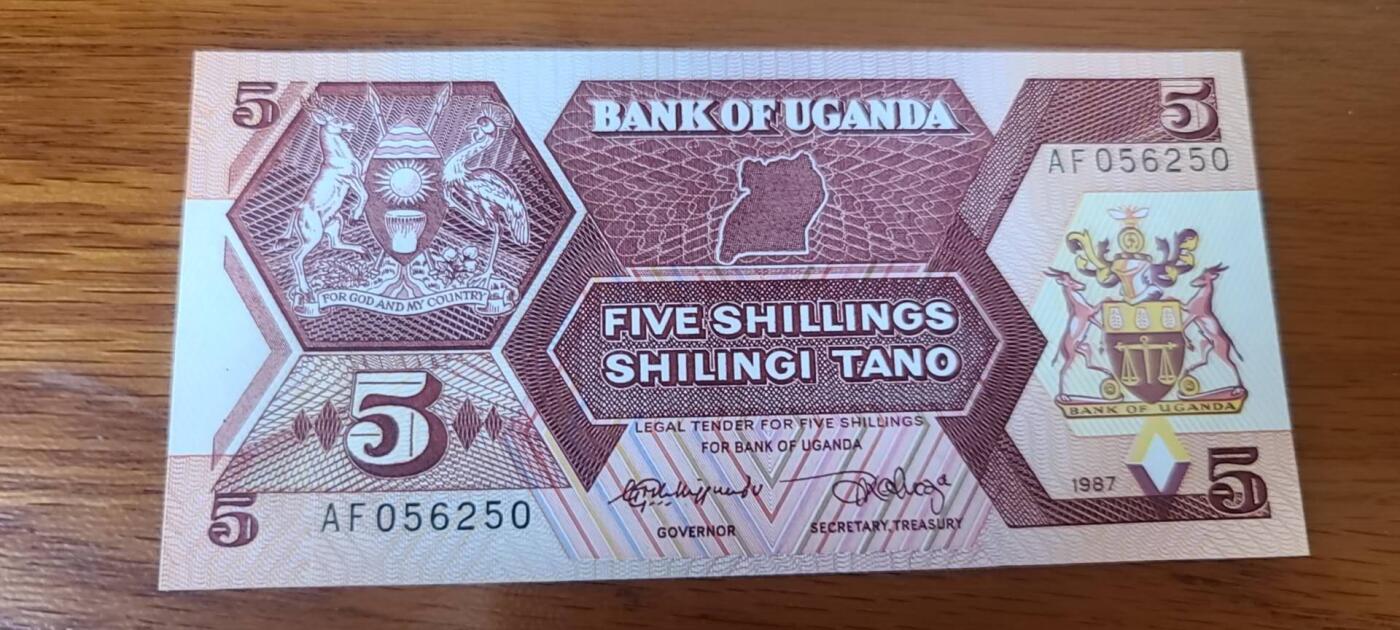 5
BANK OF UGANDA
5
AF056250
FOR GOD AND MY COUNTRY
FIVE SHILLINGS
SHILINGI TANO
5
BANK OF UGANDA
LEGAL TENDER FOR FIVE SHILLINGS
FOR BANK OF UGANDA
1987
5
5
AF056250
GOVERNOR
SECRETARY, TREASURY